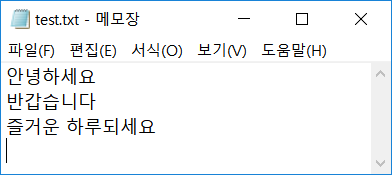 test.txt - 메모장
파일(F) 편집(E) 서식(O) 보기(V) 도움말(H)
안녕하세요
반갑습니다
즐거운 하루되세요